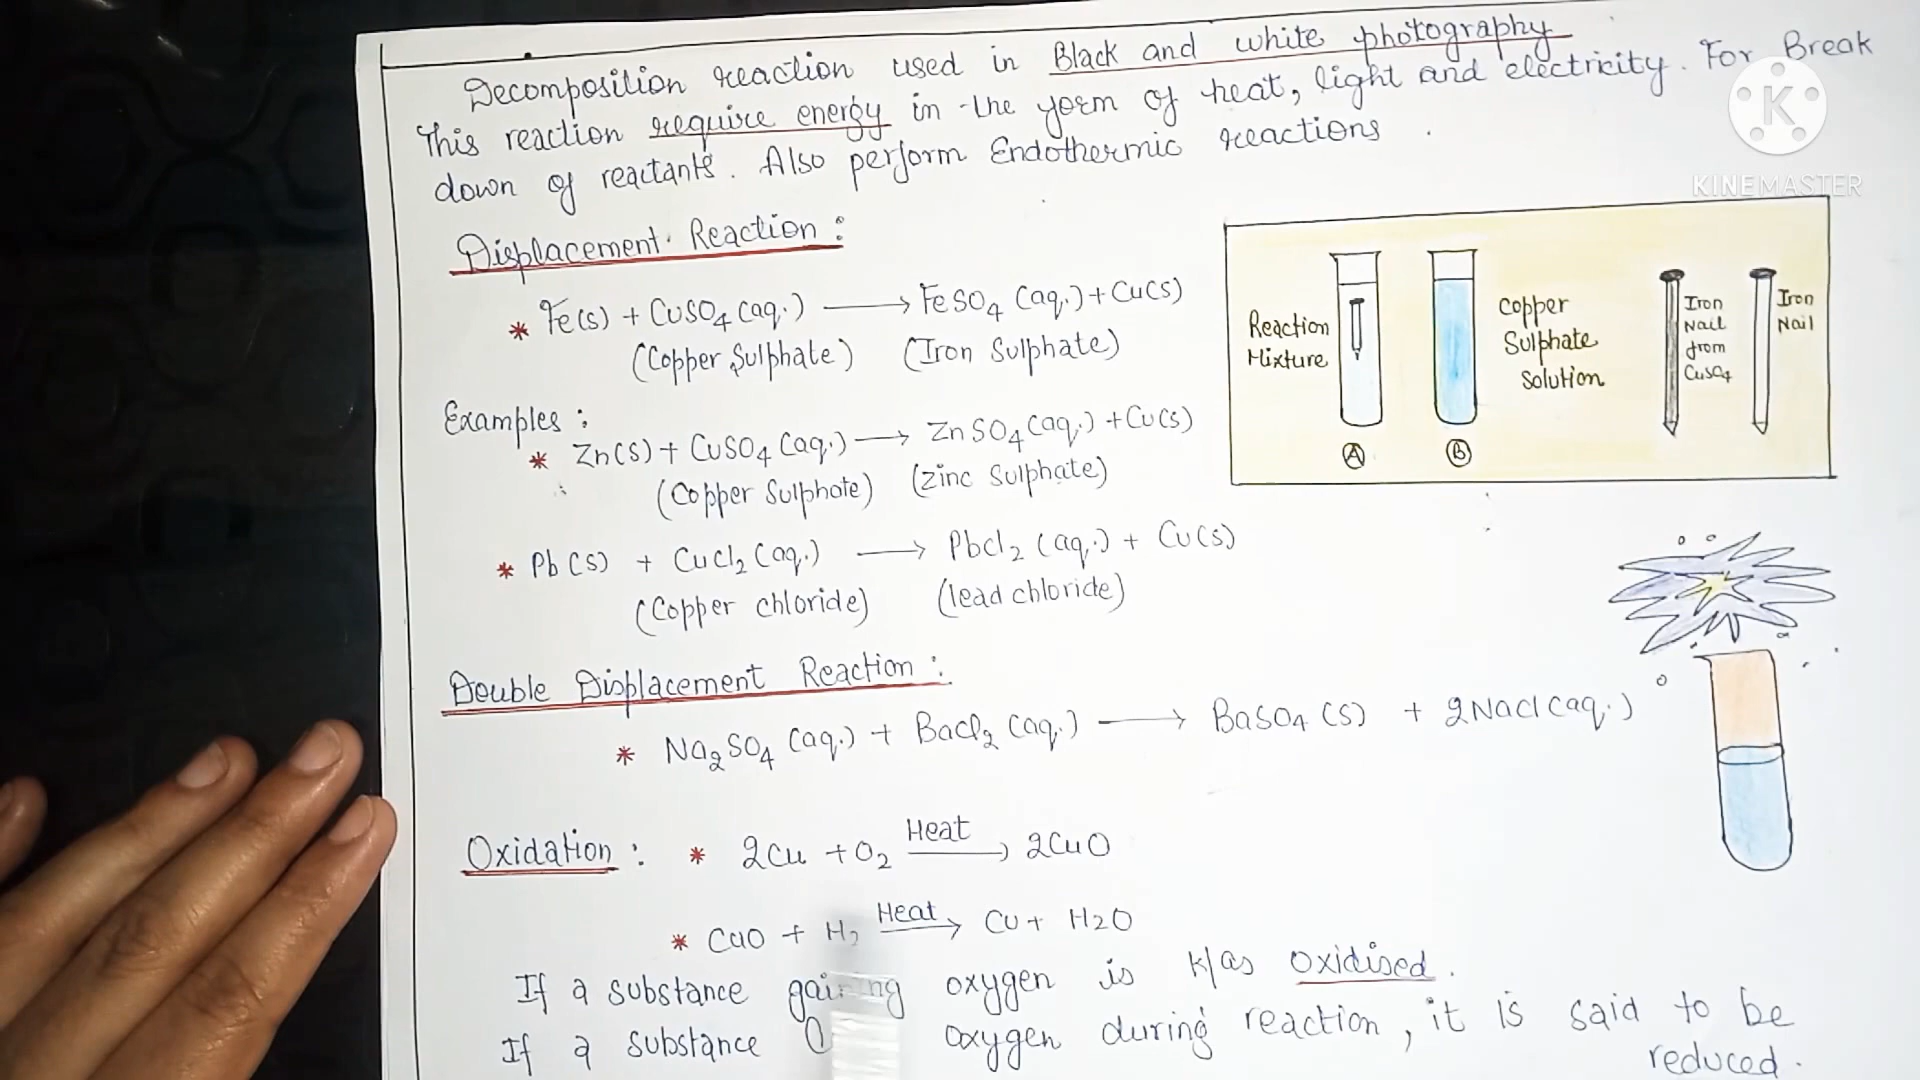 Decomposition reaction used in Black and white photography
This reaction require energy in the form of heat, light and electricity. For Break
down of reactants. Also perform Endothermic reactions.
K
KINEMASTER
Displacement Reaction:
* Fe(s) + CuSO4 (aq.) → FeSO4 (aq.) + Cu(s)
(Copper Sulphate) (Iron Sulphate)
Reaction
Mixture
A
B
Copper
Sulphate
Solution
Iron
Nail
from
CuSO4
Iron
Nail
Examples:
* Zn(s) + CuSO4 (aq.) → ZnSO4 (aq.) + Cu(s)
(Copper Sulphate) (Zinc Sulphate)
* Pb(s) + CuCl2 (aq.) → PbCl2 (aq.) + Cu(s)
(Copper chloride) (lead chloride)
Double Displacement Reaction:
* Na2SO4 (aq.) + BaCl2 (aq.) → BaSO4 (s) + 2NaCl (aq.)
Oxidation: * 2Cu + O2 Heat → 2CuO
* CuO + H2 Heat → Cu + H2O
If a substance gaining oxygen is K/as oxidised.
If a substance oxygen during reaction, it is said to be
reduced.